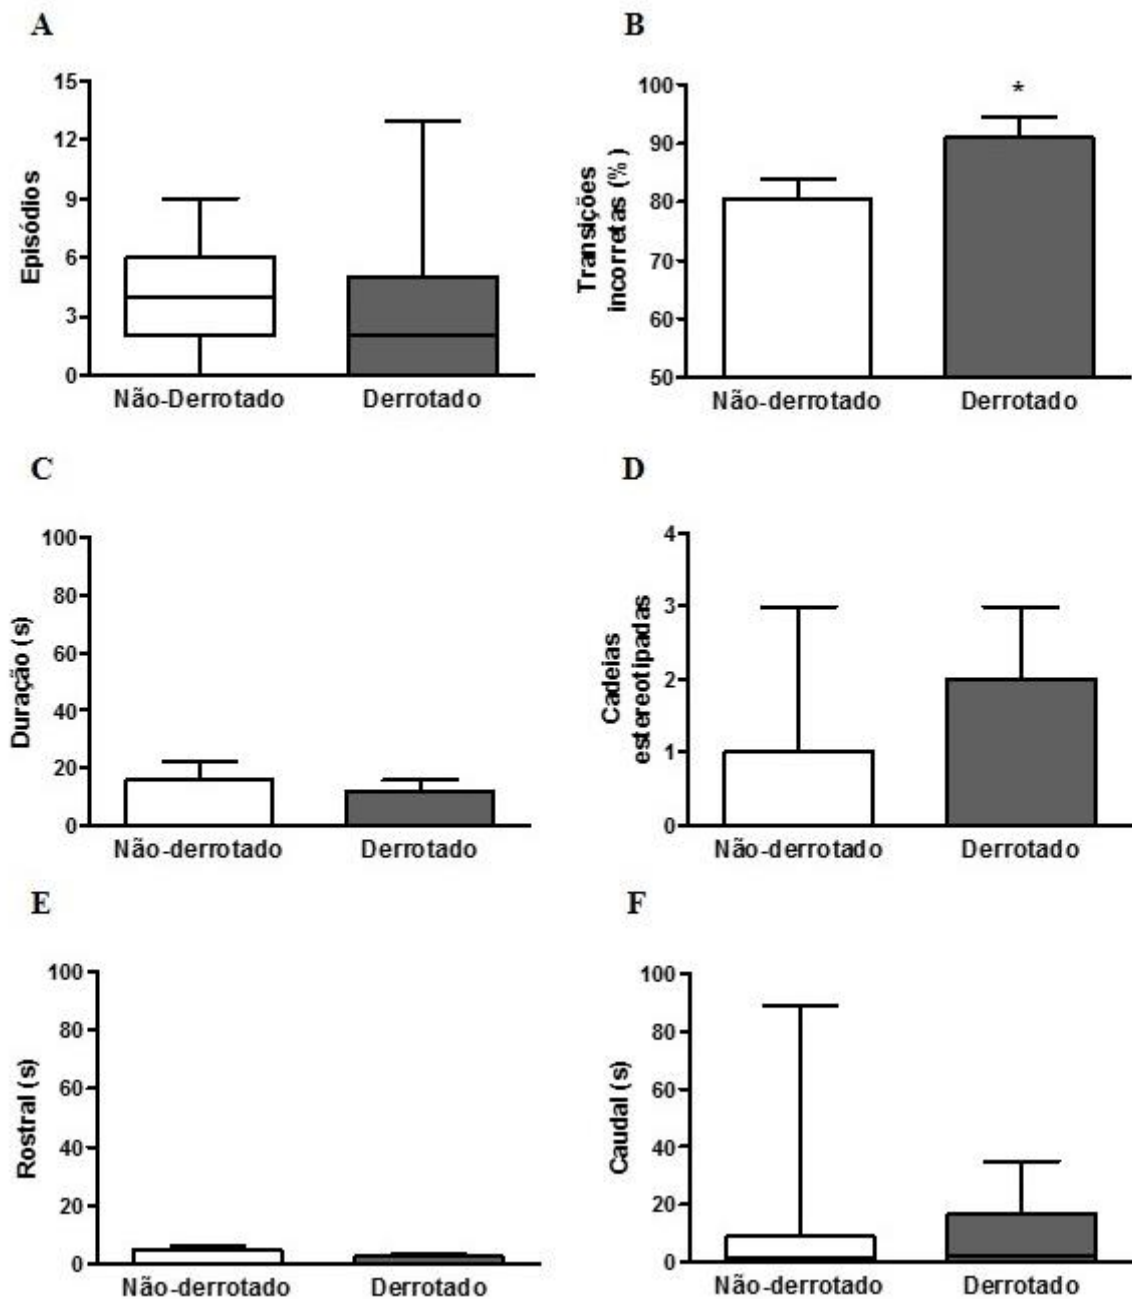 A
Episódios
15
12
9
6
3
0
Não-Derrotado
Derrotado
B
Transições
incorretas (%)
*
100
90
80
70
60
50
Não-derrotado
Derrotado
C
Duração (s)
100
80
60
40
20
0
Não-derrotado
Derrotado
D
Cadeias
estereotipadas
4
3
2
1
0
Não-derrotado
Derrotado
E
Rostral (s)
100
80
60
40
20
0
Não-derrotado
Derrotado
F
Caudal (s)
100
80
60
40
20
0
Não-derrotado
Derrotado